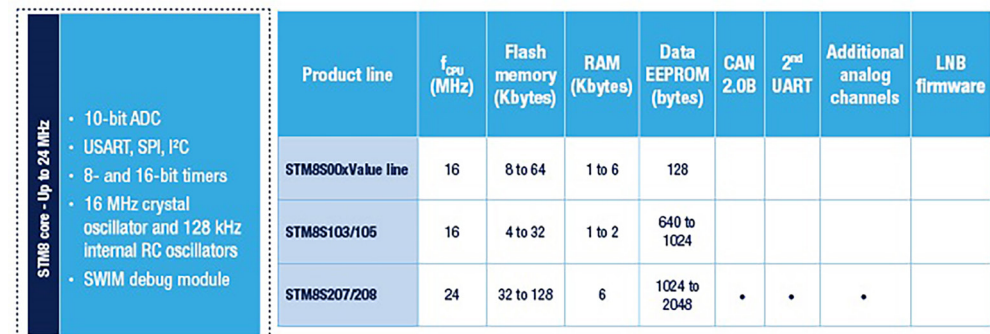 STM8 core - Up to 24 MHz
• 10-bit ADC
• USART, SPI, I²C
• 8- and 16-bit timers
• 16 MHz crystal
oscillator and 128 kHz
internal RC oscillators
• SWIM debug module
Product line
fCPU
(MHz)
Flash
memory
(Kbytes)
RAM
(Kbytes)
Data
EEPROM
(bytes)
CAN
2.0B
2nd
UART
Additional
analog
channels
LNB
firmware
STM8S00xValue line 16 8 to 64 1 to 6 128
STM8S103/105 16 4 to 32 1 to 2 640 to
1024
STM8S207/208 24 32 to 128 6 1024 to
2048 • • •